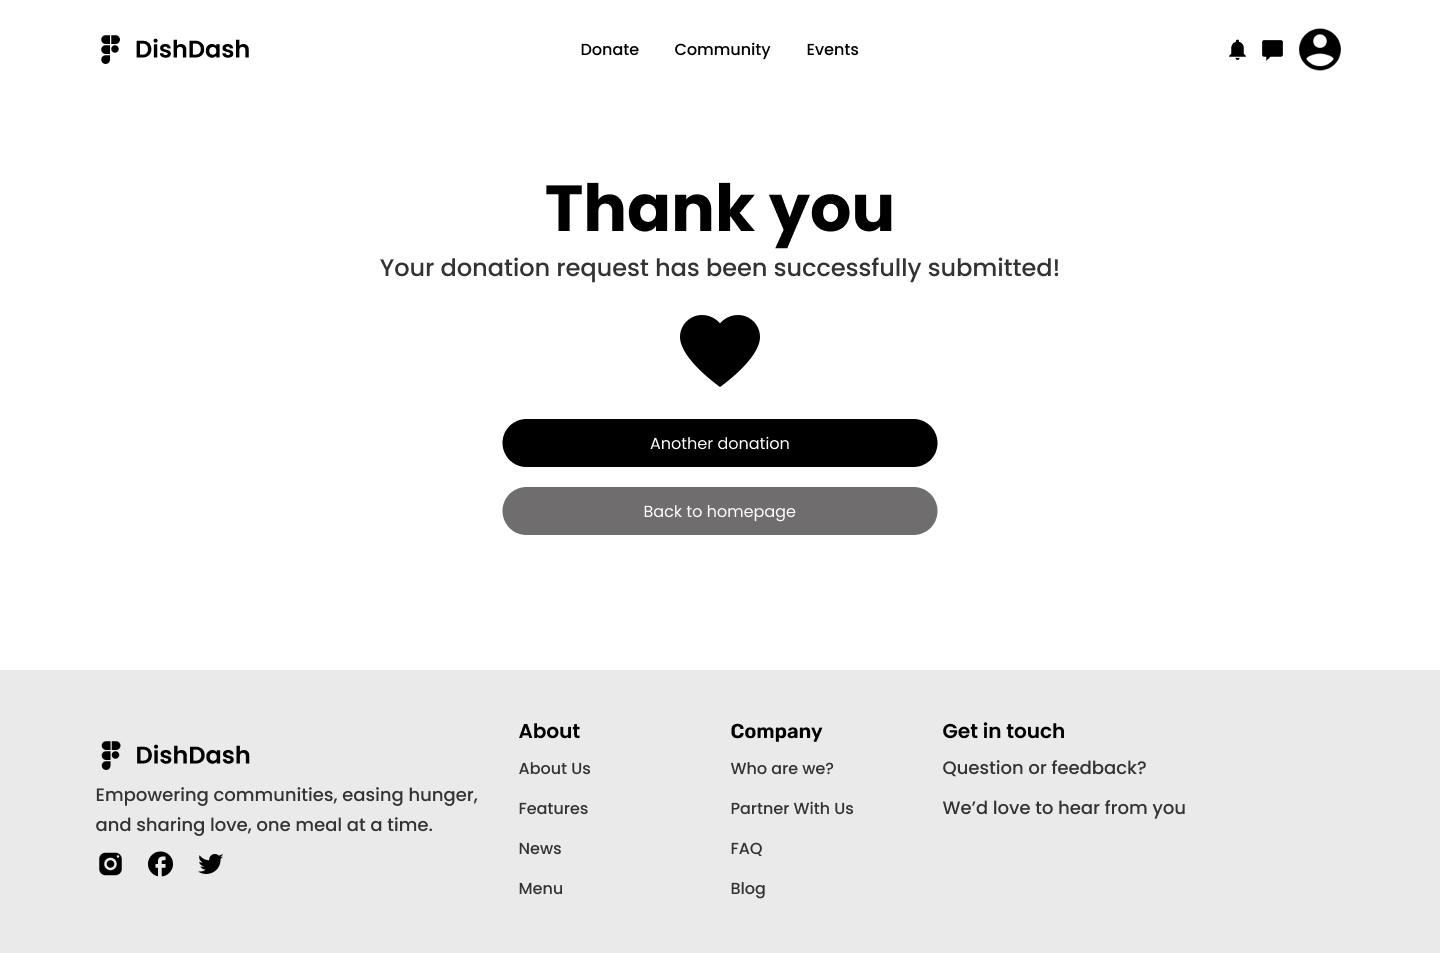 DishDash
Donate
Community
Events
Thank you
Your donation request has been successfully submitted!
Another donation
Back to homepage
DishDash
Empowering communities, easing hunger,
and sharing love, one meal at a time.
About
About Us
Features
News
Menu
Company
Who are we?
Partner With Us
FAQ
Blog
Get in touch
Question or feedback?
We’d love to hear from you